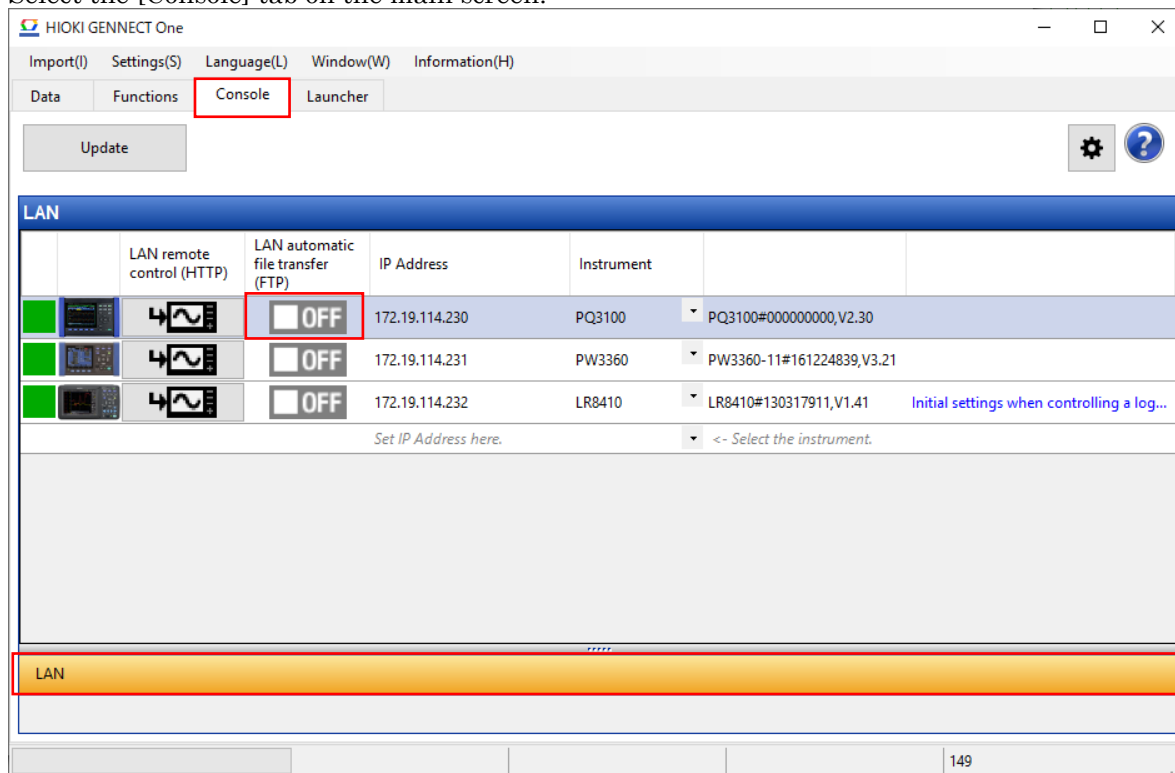 Select the [Console] tab on the main screen.
HIOKI GENNECT One
Import(I) Settings(S) Language(L) Window(W) Information(H)
Data Functions Console Launcher
Update
LAN
LAN remote control (HTTP) LAN automatic file transfer (FTP) IP Address Instrument
OFF 172.19.114.230 PQ3100 PQ3100#000000000,V2.30
OFF 172.19.114.231 PW3360 PW3360-11#161224839,V3.21
OFF 172.19.114.232 LR8410 LR8410#130317911,V1.41 Initial settings when controlling a log...
Set IP Address here. <- Select the instrument.
LAN
149